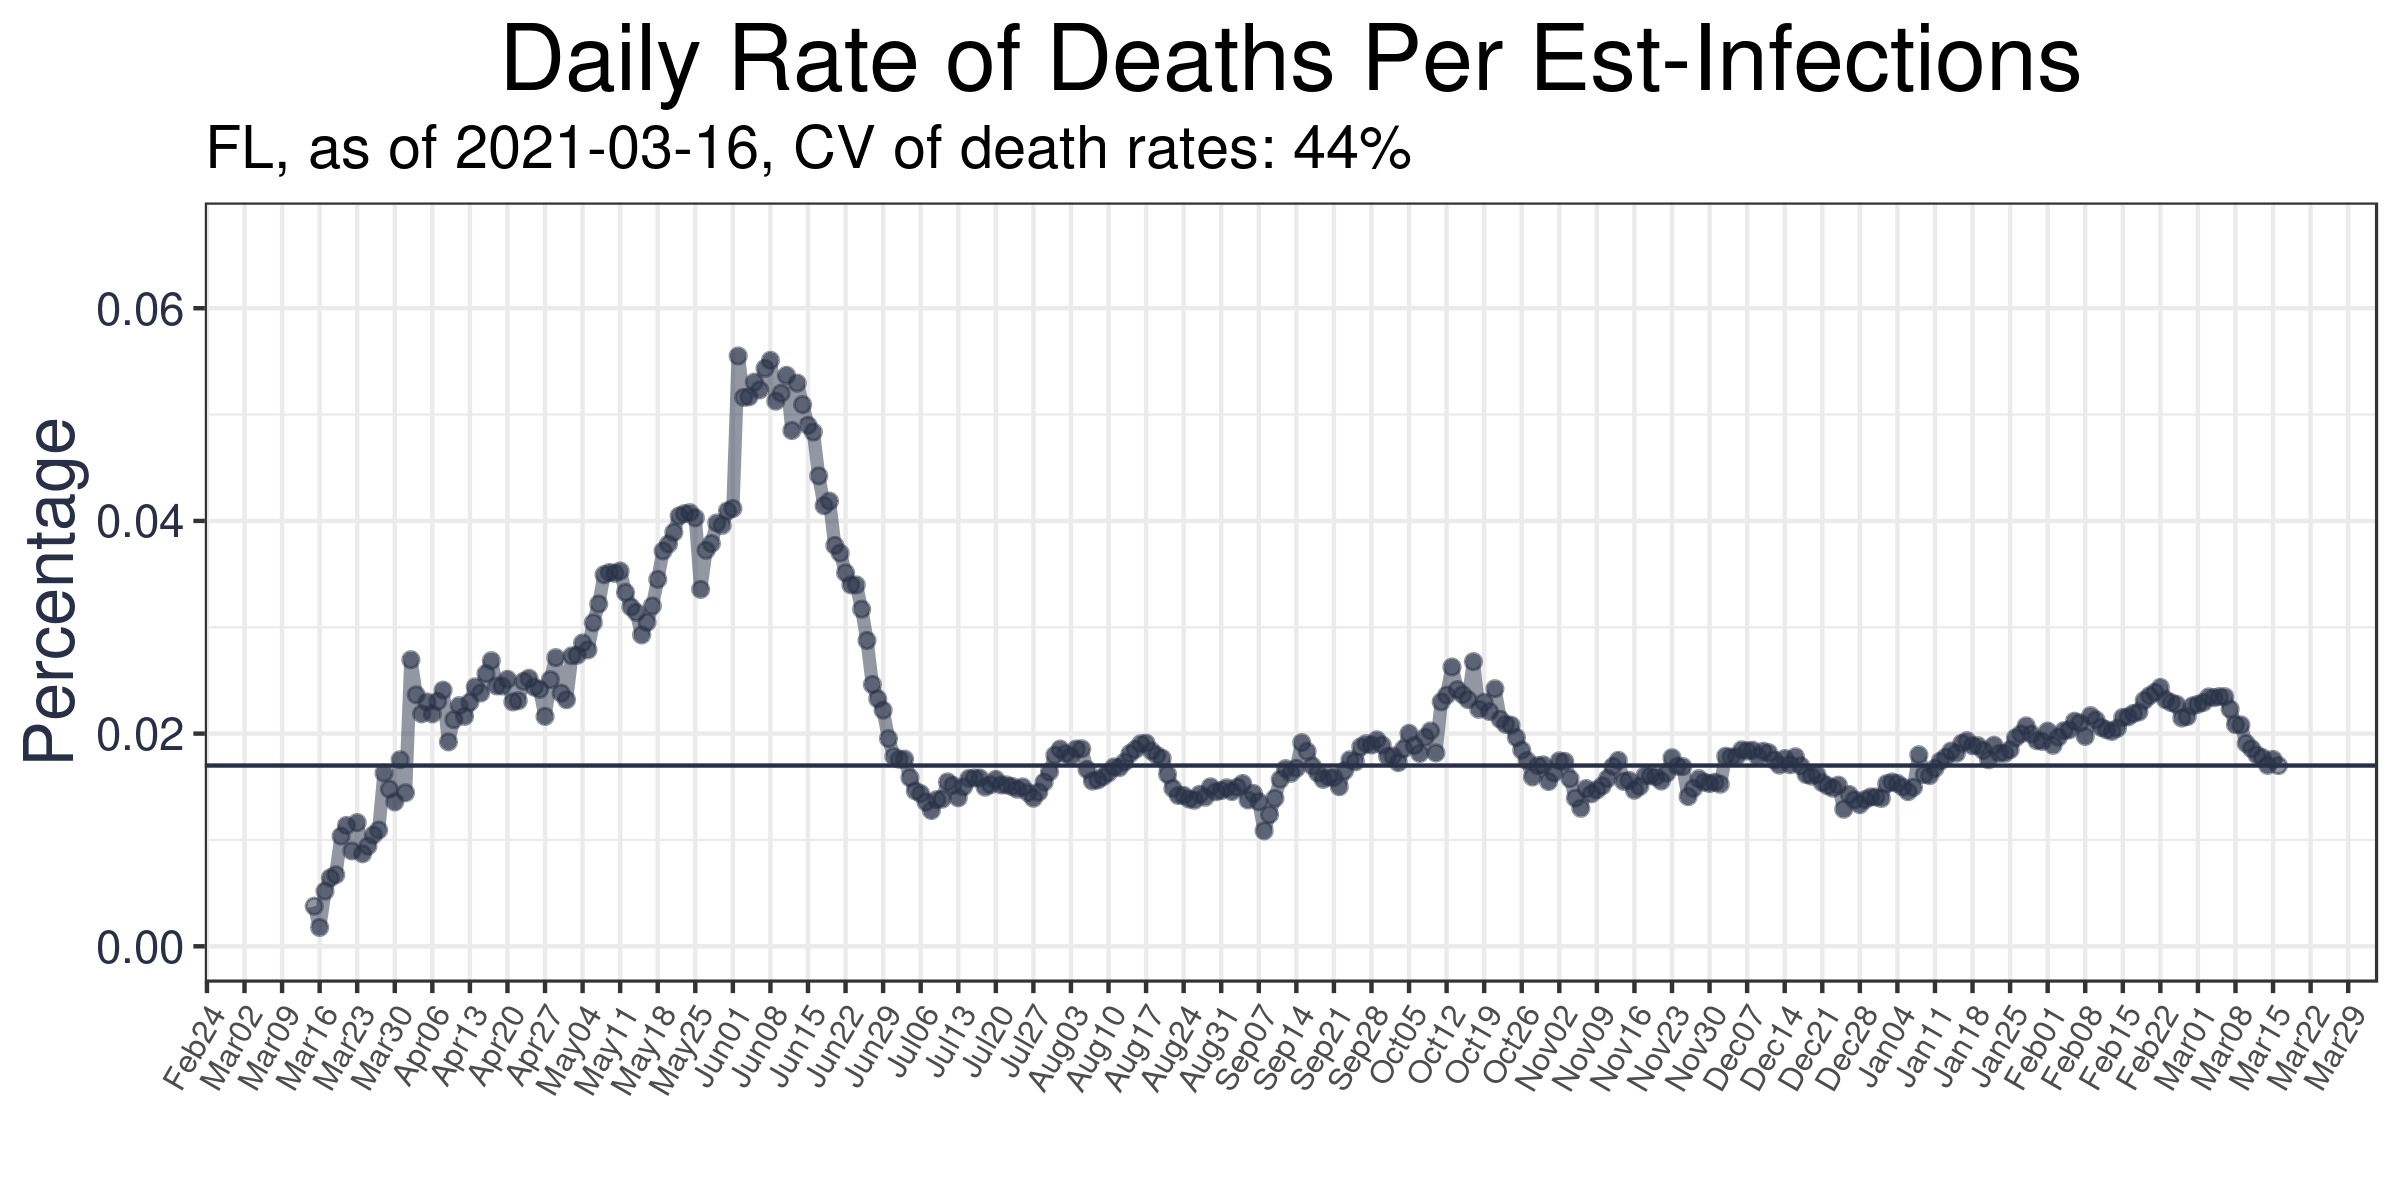 Daily Rate of Deaths Per Est-Infections
FL, as of 2021-03-16, CV of death rates: 44%
Percentage
0.06
0.04
0.02
0.00
Feb24 Mar02 Mar09 Mar16 Mar23 Mar30 Apr06 Apr13 Apr20 Apr27 May04 May11 May18 May25 Jun01 Jun08 Jun15 Jun22 Jun29 Jul06 Jul13 Jul20 Jul27 Aug03 Aug10 Aug17 Aug24 Aug31 Sep07 Sep14 Sep21 Sep28 Oct05 Oct12 Oct19 Oct26 Nov02 Nov09 Nov16 Nov23 Nov30 Dec07 Dec14 Dec21 Dec28 Jan04 Jan11 Jan18 Jan25 Feb01 Feb08 Feb15 Feb22 Mar01 Mar08 Mar15 Mar22 Mar29